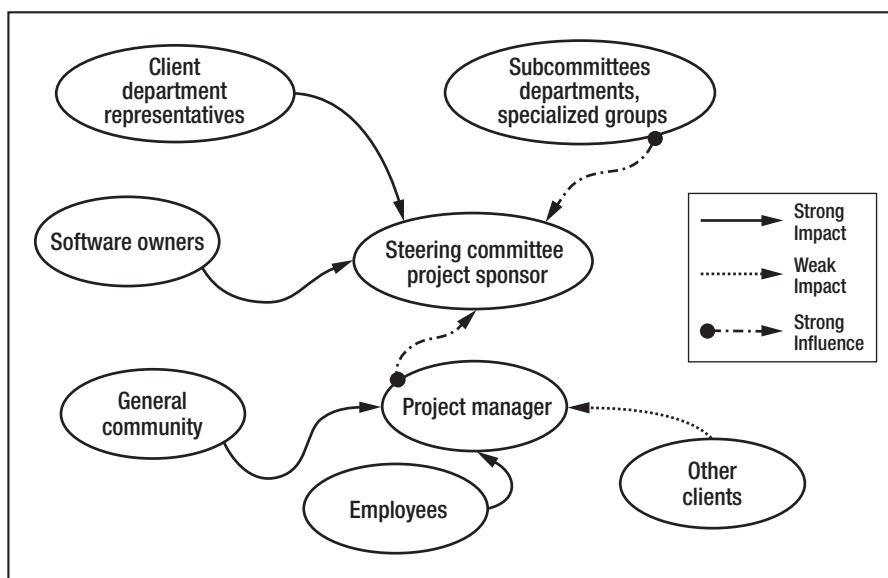 Client
department
representatives
Subcommittees
departments,
specialized groups
Software owners
Steering committee
project sponsor
Strong
Impact
Weak
Impact
Strong
Influence
General
community
Project manager
Employees
Other
clients